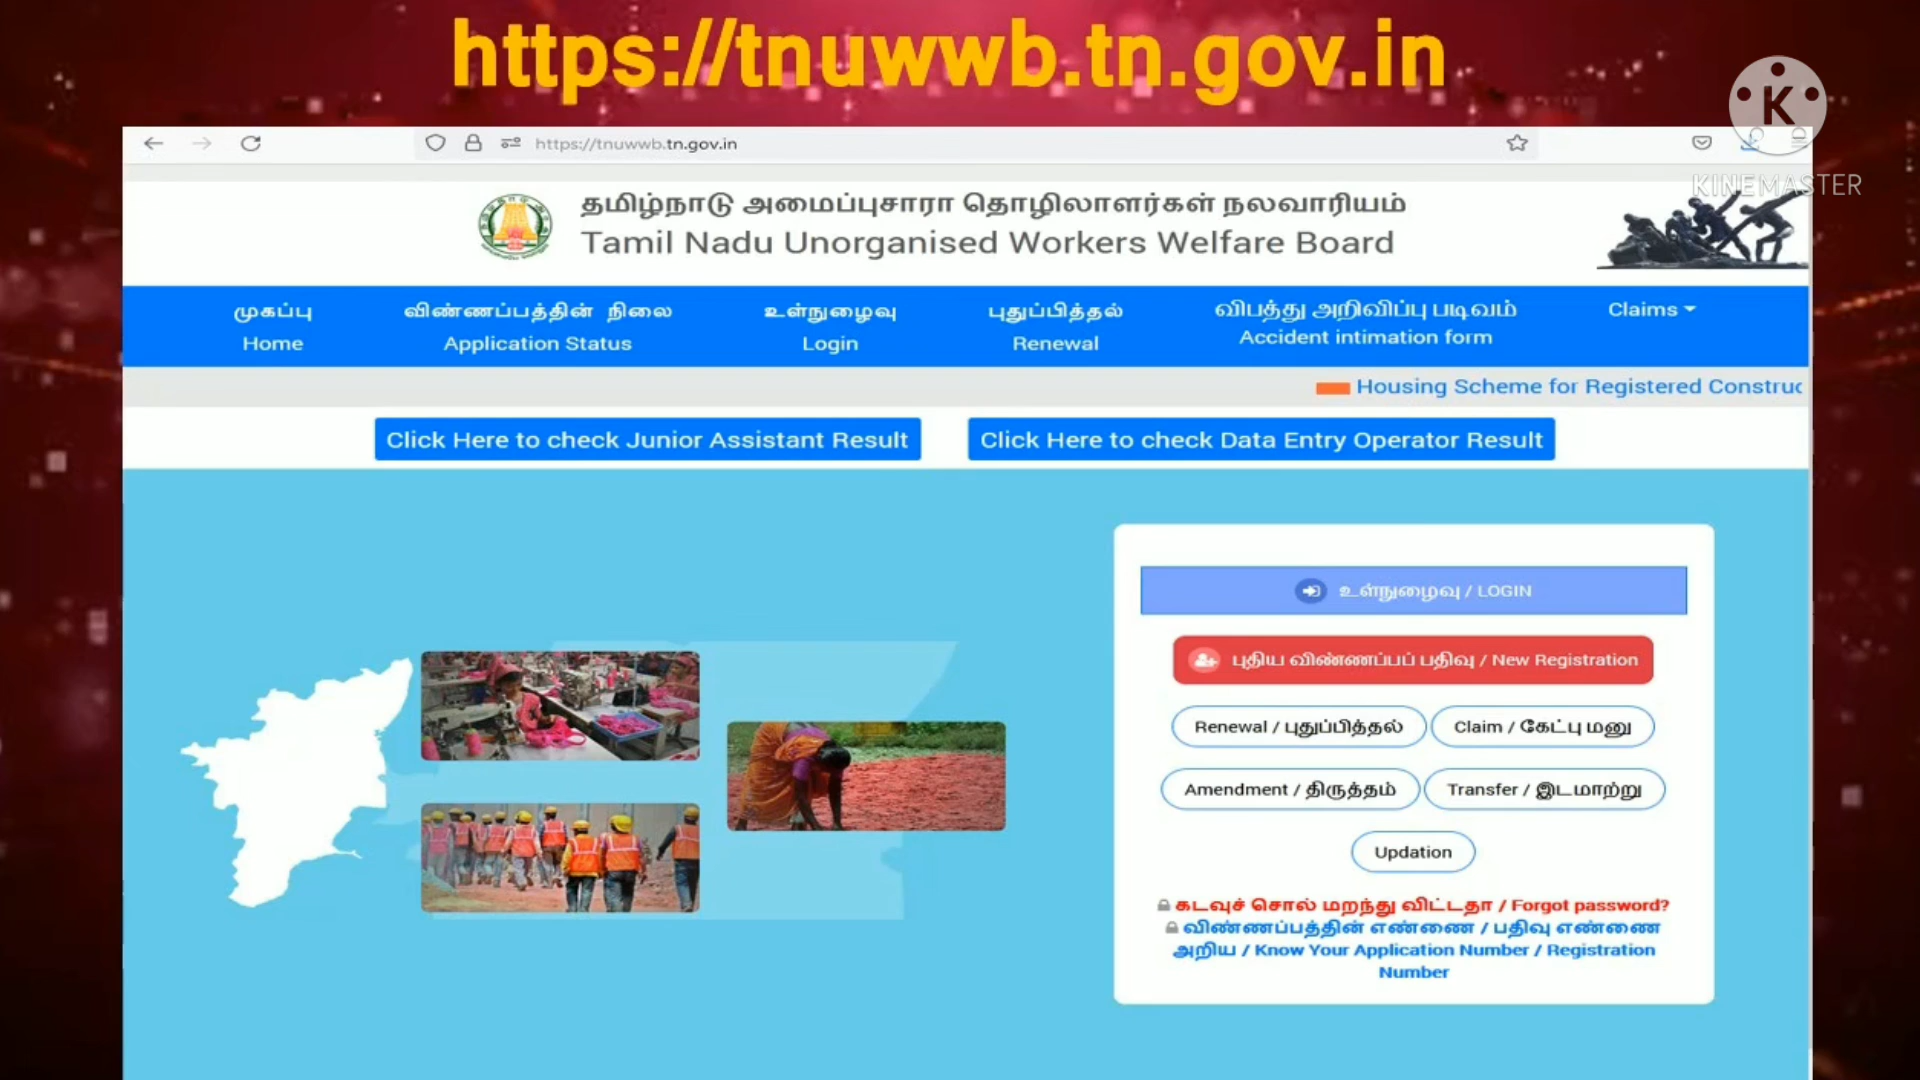 https://tnuwwb.tn.gov.in
K
KINEMASTER
https://tnuwwb.tn.gov.in
தமிழ்நாடு அமைப்புசாரா தொழிலாளர்கள் நலவாரியம்
Tamil Nadu Unorganised Workers Welfare Board
முகப்பு விண்ணப்பத்தின் நிலை உள்நுழைவு புதுப்பித்தல் விபத்து அறிவிப்பு படிவம் Claims
Home Application Status Login Renewal Accident intimation form
Housing Scheme for Registered Construc
Click Here to check Junior Assistant Result Click Here to check Data Entry Operator Result
உள்நுழைவு / LOGIN
புதிய விண்ணப்பப் பதிவு / New Registration
Renewal / புதுப்பித்தல் Claim / கேட்பு மனு
Amendment / திருத்தம் Transfer / இடமாற்று
Updation
கடவுச் சொல் மறந்து விட்டதா / Forgot password?
விண்ணப்பத்தின் எண்ணை / பதிவு எண்ணை
அறிய / Know Your Application Number / Registration
Number